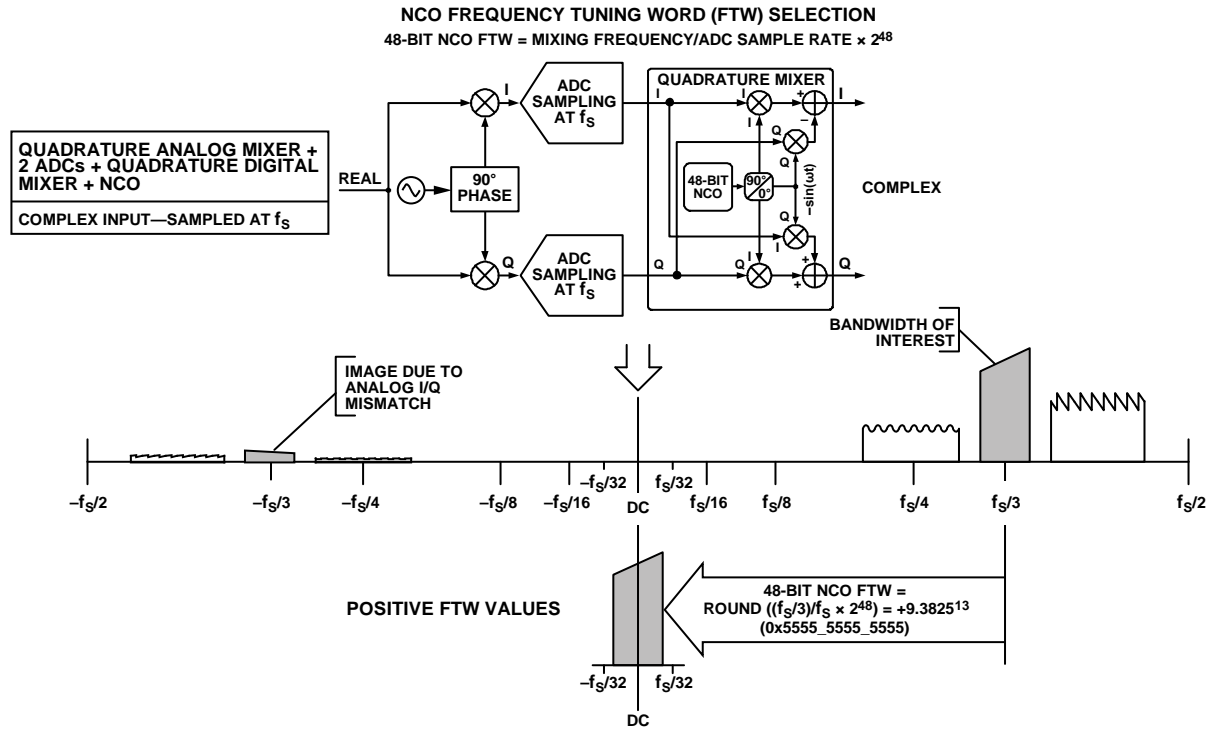 NCO FREQUENCY TUNING WORD (FTW) SELECTION
48-BIT NCO FTW = MIXING FREQUENCY/ADC SAMPLE RATE × 2^48
QUADRATURE ANALOG MIXER +
2 ADCs + QUADRATURE DIGITAL
MIXER + NCO
COMPLEX INPUT—SAMPLED AT fS
REAL
90°
PHASE
I
ADC
SAMPLING
AT fS
I
Q
ADC
SAMPLING
AT fS
Q
QUADRATURE MIXER
I
I
+
–
I
Q
Q
48-BIT
NCO
90°
0°
–sin(ωt)
Q
I
I
Q
+
+
Q
COMPLEX
BANDWIDTH OF
INTEREST
IMAGE DUE TO
ANALOG I/Q
MISMATCH
–fS/2
–fS/3
–fS/4
–fS/8
–fS/16
–fS/32
DC
fS/32
fS/16
fS/8
fS/4
fS/3
fS/2
POSITIVE FTW VALUES
48-BIT NCO FTW =
ROUND ((fS/3)/fS × 2^48) = +9.3825^13
(0x5555_5555_5555)
–fS/32
fS/32
DC